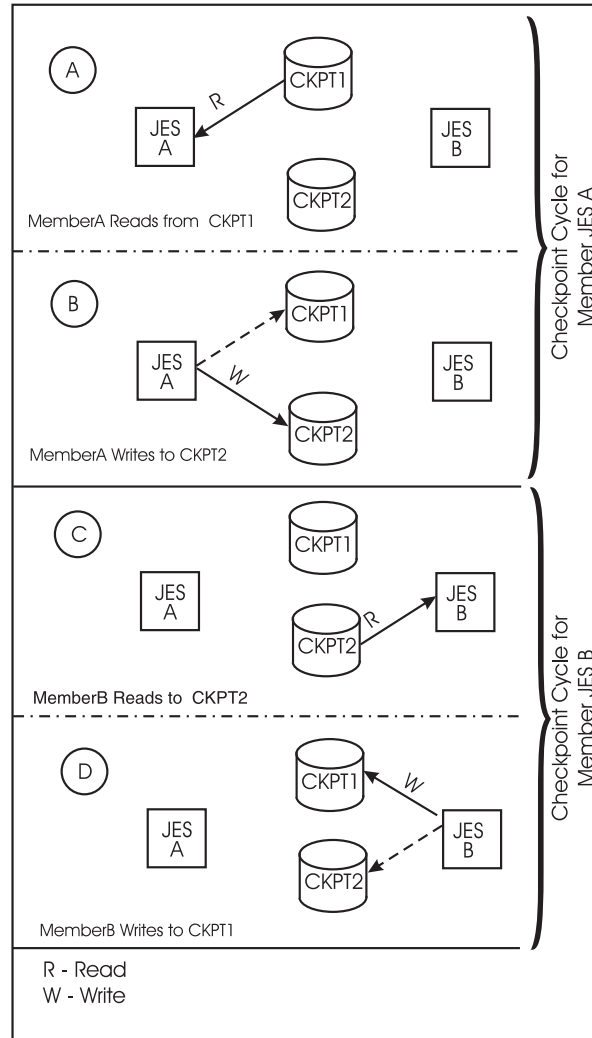 A
CKPT1
R
JES
A
JES
B
CKPT2
MemberA Reads from CKPT1
B
CKPT1
JES
A
W
JES
B
CKPT2
MemberA Writes to CKPT2
Checkpoint Cycle for
Member JES A
C
CKPT1
JES
A
R
JES
B
CKPT2
MemberB Reads to CKPT2
D
CKPT1
W
JES
A
JES
B
CKPT2
MemberB Writes to CKPT1
Checkpoint Cycle for
Member JES B
R - Read
W - Write